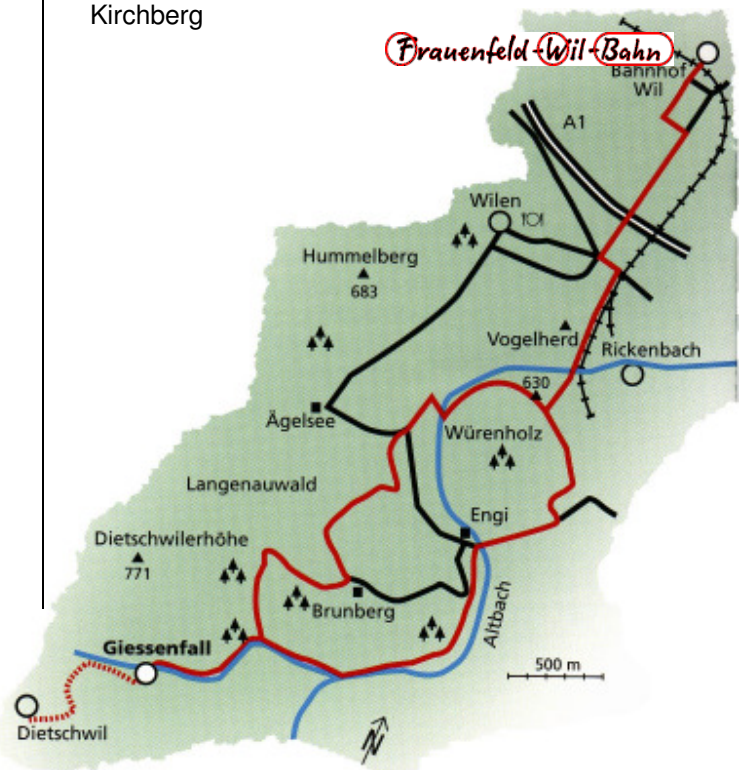 Kirchberg
Frauenfeld-Wil-Bahn
Bahnhof
Wil
A1
Wilen
Hummelberg
683
Vogelherd
Rickenbach
630
Ägelsee
Würenholz
Langenauwald
Engi
Dietschwilerhöhe
771
Brunberg
Altbach
Giessenfall
500 m
Dietschwil
N